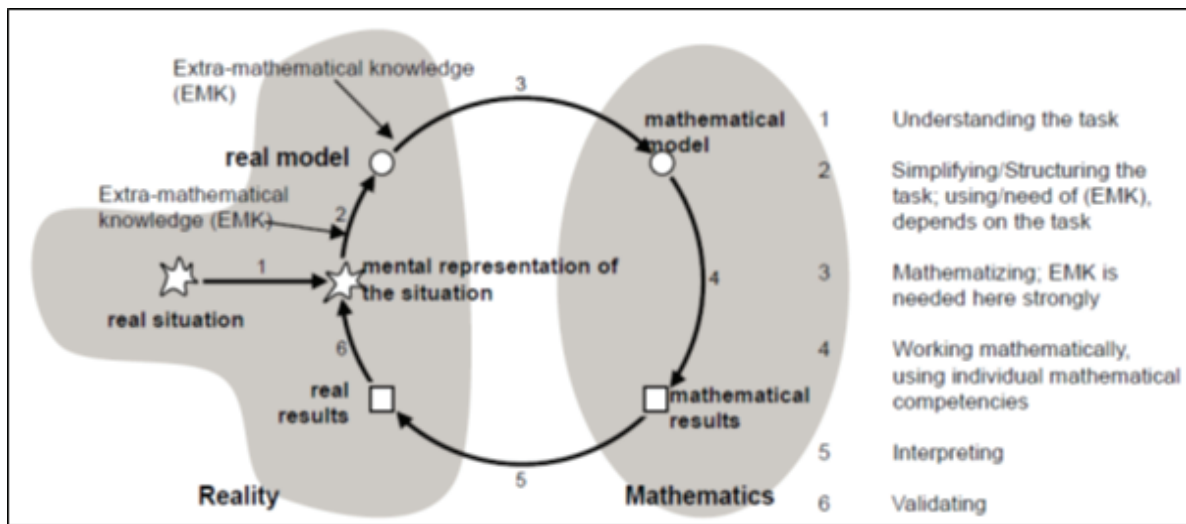 Extra-mathematical knowledge
(EMK)
3
mathematical
model
real model
Extra-mathematical
knowledge (EMK)
2
1
mental representation of
the situation
real situation
4
6
real
results
mathematical
results
5
Reality
Mathematics
1 Understanding the task
2 Simplifying/Structuring the
task; using/need of (EMK),
depends on the task
3 Mathematizing; EMK is
needed here strongly
4 Working mathematically,
using individual mathematical
competencies
5 Interpreting
6 Validating